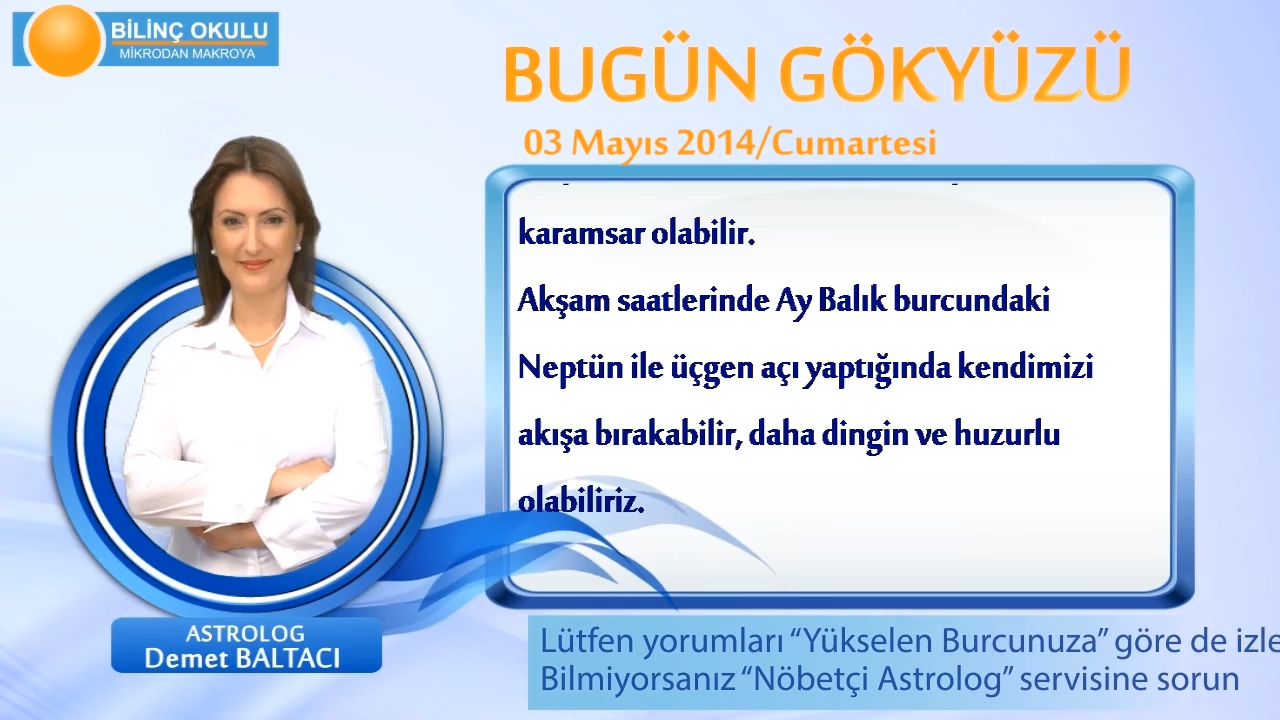 BİLİNÇ OKULU
MİKRODAN MAKROYA
BUGÜN GÖKYÜZÜ
03 Mayıs 2014/Cumartesi
karamsar olabilir.
Akşam saatlerinde Ay Balık burcundaki
Neptün ile üçgen açı yaptığında kendimizi
akışa bırakabilir, daha dingin ve huzurlu
olabiliriz.
ASTROLOG
Demet BALTACI
Lütfen yorumları “Yükselen Burcunuza” göre de izle
Bilmiyorsanız “Nöbetçi Astrolog” servisine sorun